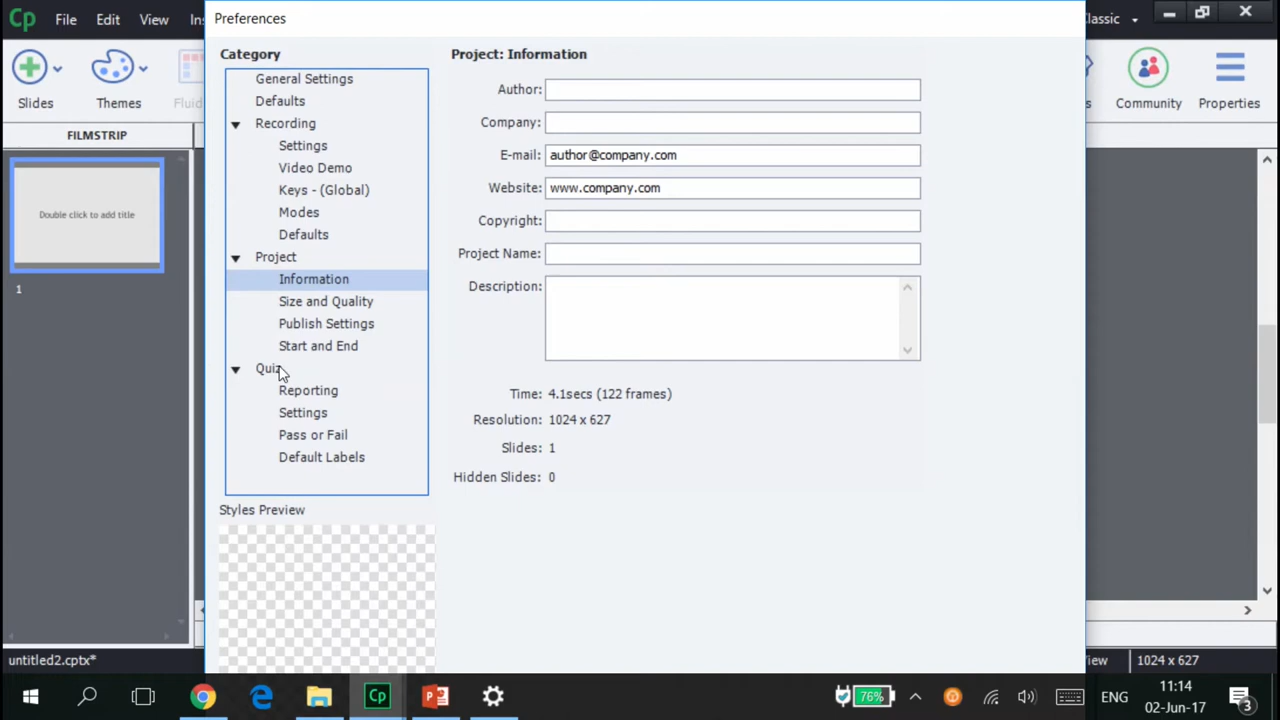 Cp File Edit View
Classic
Slides
Themes
Community
Properties
FILMSTRIP
Double click to add title
1
Preferences
Category
General Settings
Defaults
Recording
Settings
Video Demo
Keys - (Global)
Modes
Defaults
Project
Information
Size and Quality
Publish Settings
Start and End
Quiz
Reporting
Settings
Pass or Fail
Default Labels
Styles Preview
Project: Information
Author:
Company:
E-mail: author@company.com
Website: www.company.com
Copyright:
Project Name:
Description:
Time: 4.1secs (122 frames)
Resolution: 1024 x 627
Slides: 1
Hidden Slides: 0
untitled2.cptx*
1024 x 627
Cp
76%
ENG
11:14
02-Jun-17
3